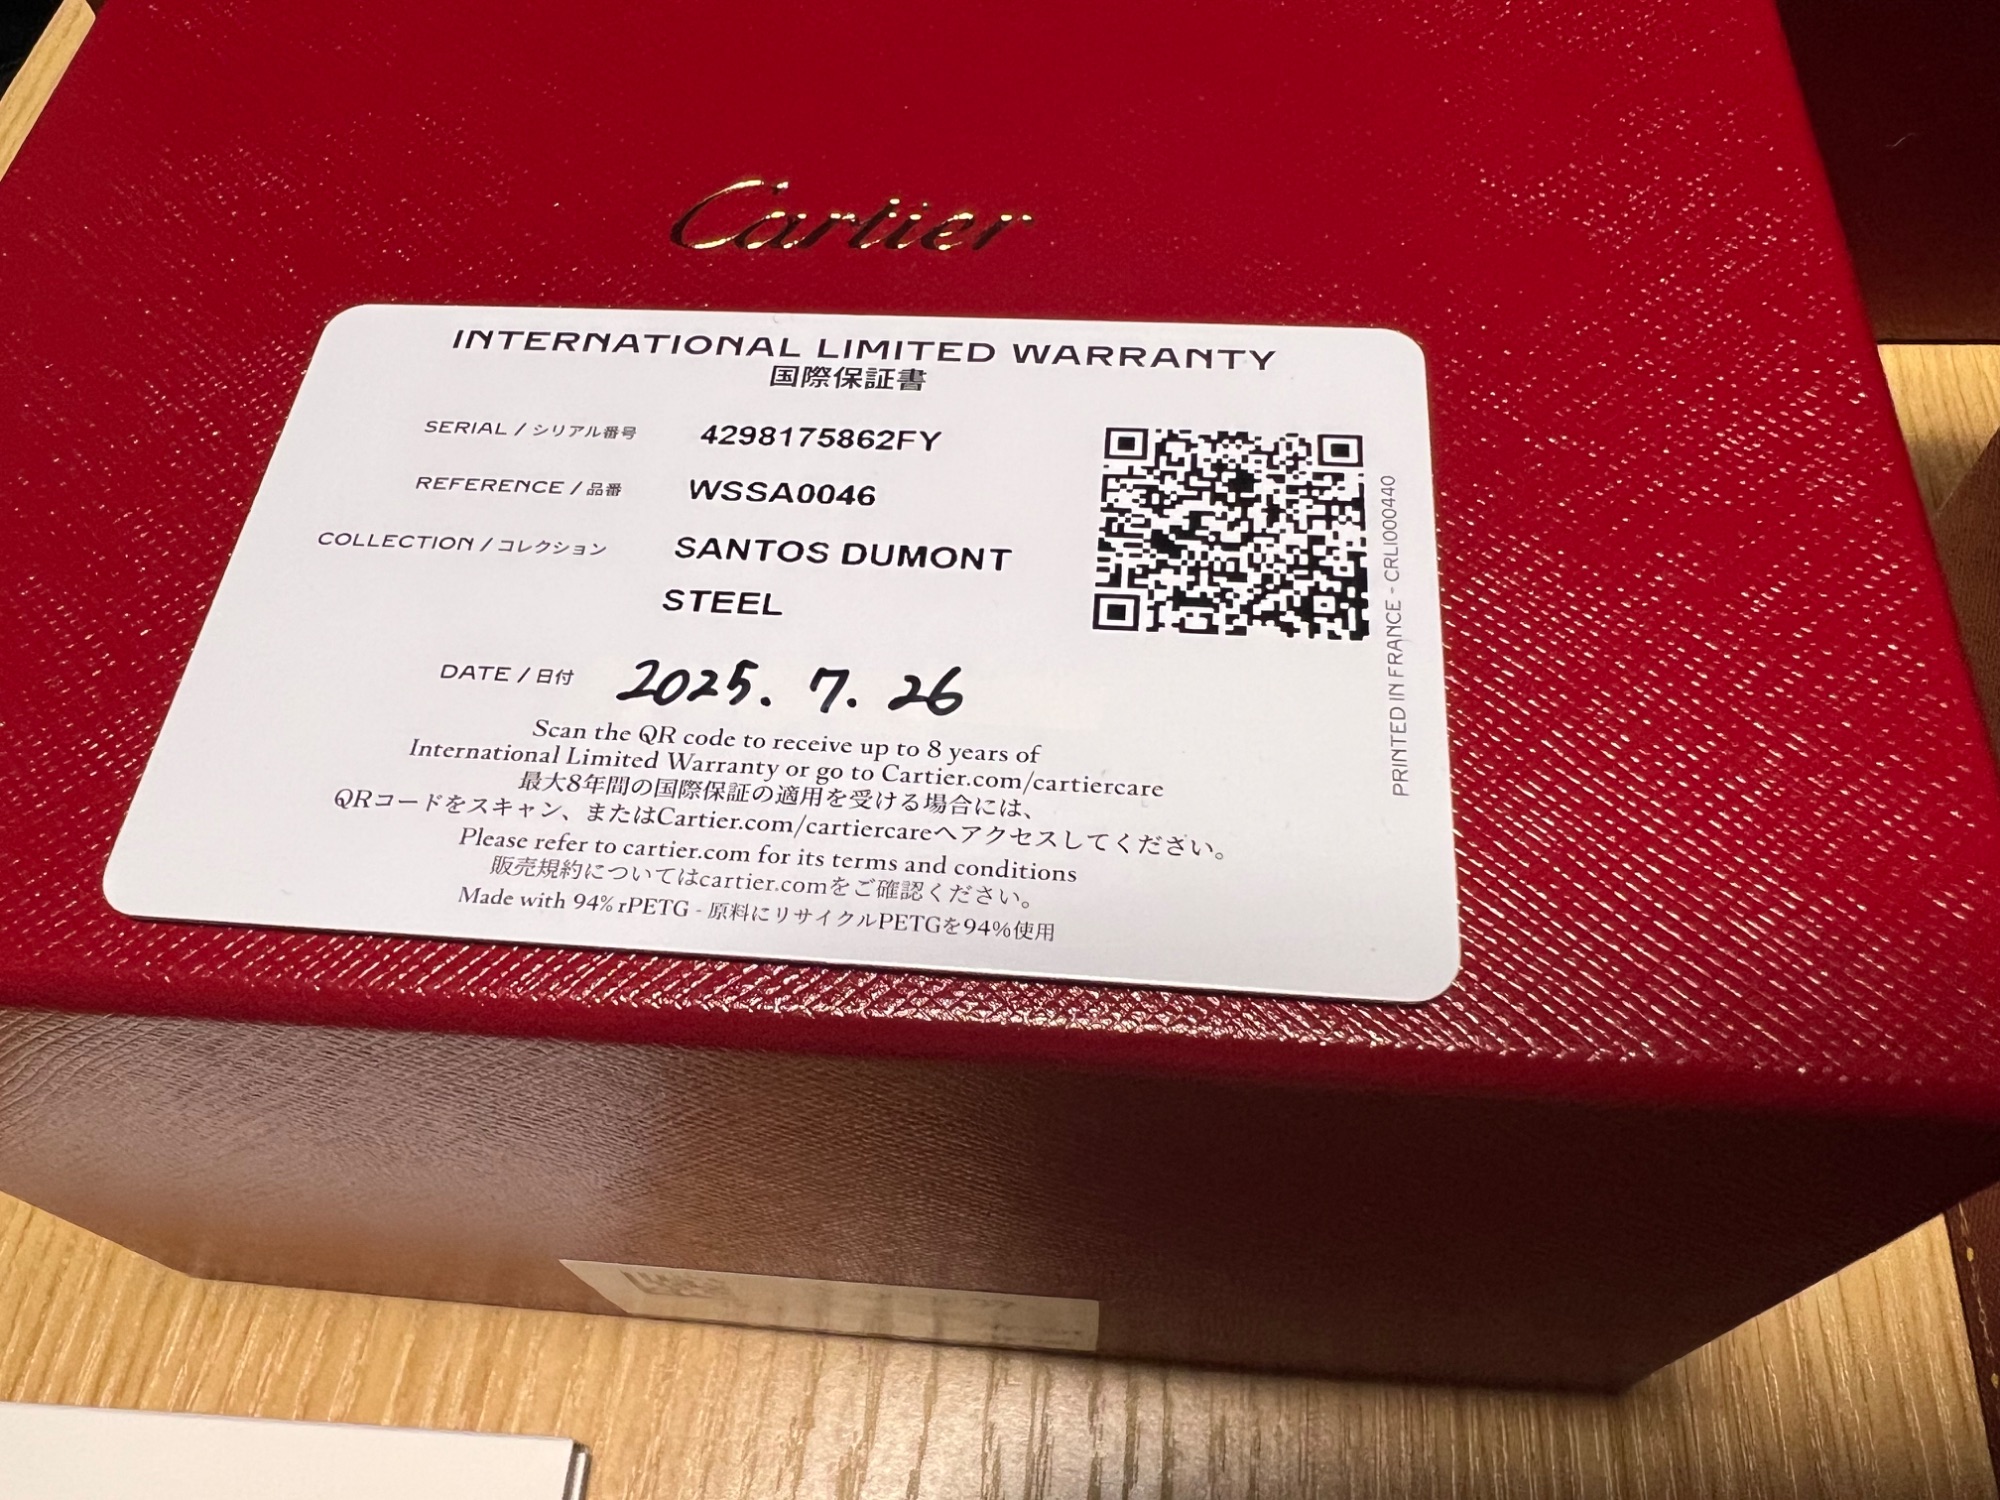 Cartier
INTERNATIONAL LIMITED WARRANTY
国際保証書
SERIAL / シリアル番号 4298175862FY
REFERENCE / 品番 WSSA0046
COLLECTION / コレクション SANTOS DUMONT
STEEL
DATE / 日付 2025. 7. 26
Scan the QR code to receive up to 8 years of
International Limited Warranty or go to Cartier.com/cartiercare
最大8年間の国際保証の適用を受ける場合には、
QRコードをスキャン、またはCartier.com/cartiercareへアクセスしてください。
Please refer to cartier.com for its terms and conditions
販売規約についてはcartier.comをご確認ください。
Made with 94% rPETG - 原料にリサイクルPETGを94%使用
PRINTED IN FRANCE - CRLI000440